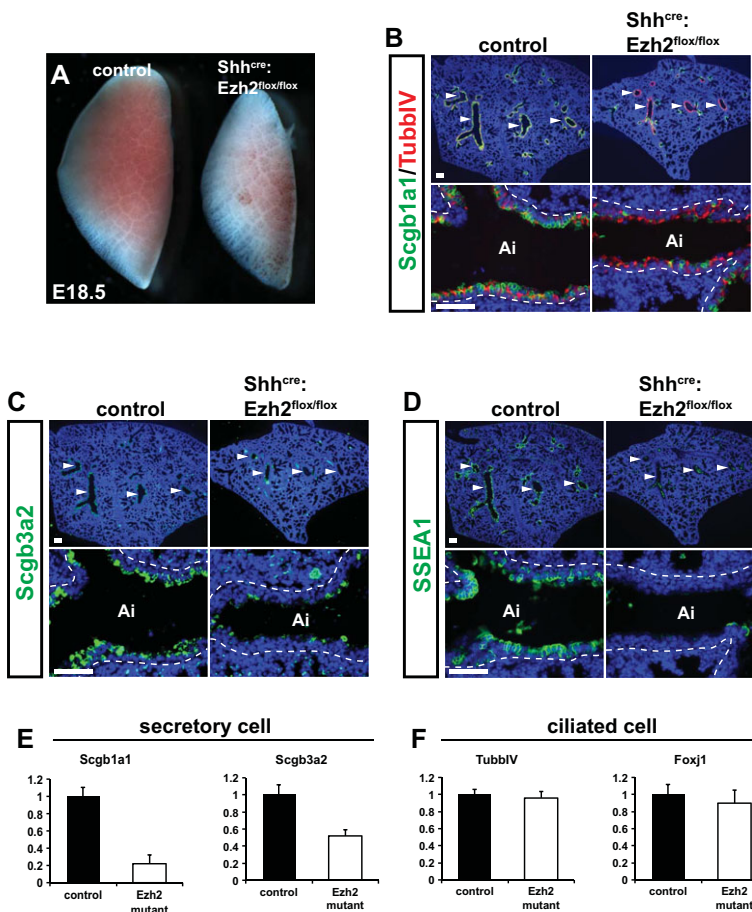 A
control
Shh^cre:
Ezh2^flox/flox
E18.5
B
control
Shh^cre:
Ezh2^flox/flox
Scgb1a1/TubbIV
Ai
Ai
C
control
Shh^cre:
Ezh2^flox/flox
Scgb3a2
Ai
Ai
D
control
Shh^cre:
Ezh2^flox/flox
SSEA1
Ai
Ai
E
secretory cell
Scgb1a1
1.2
1
0.8
0.6
0.4
0.2
0
control
Ezh2
mutant
Scgb3a2
1.2
1
0.8
0.6
0.4
0.2
0
control
Ezh2
mutant
F
ciliated cell
TubbIV
1.2
1
0.8
0.6
0.4
0.2
0
control
Ezh2
mutant
Foxj1
1.2
1
0.8
0.6
0.4
0.2
0
control
Ezh2
mutant